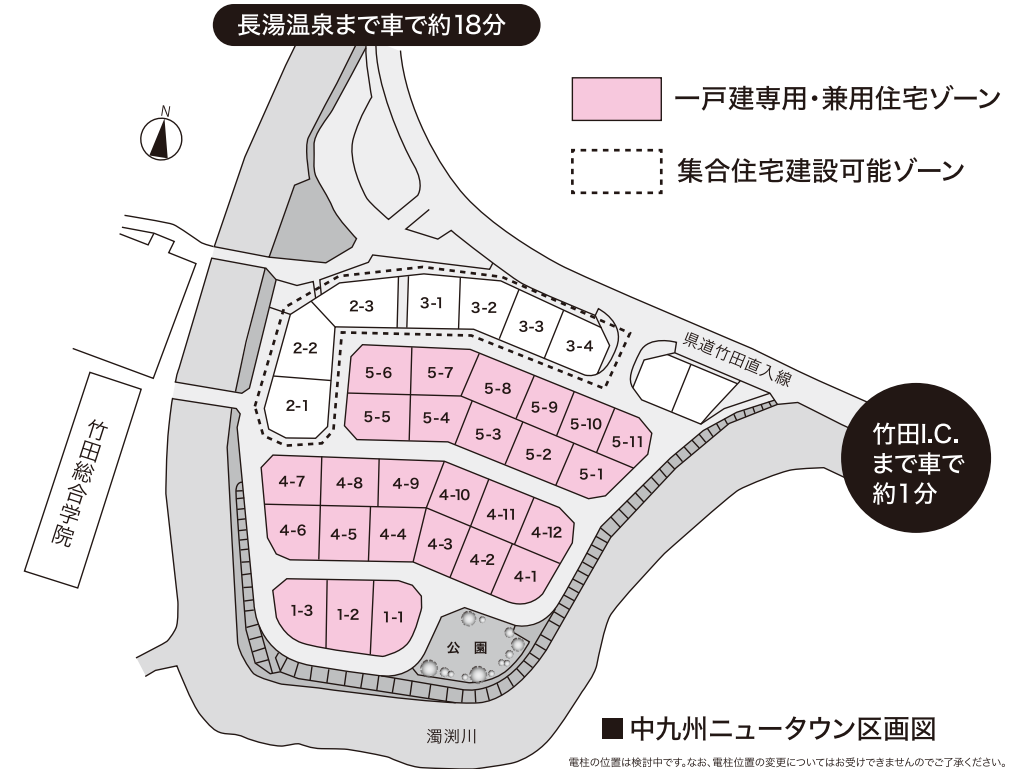 長湯温泉まで車で約18分
N
一戸建専用・兼用住宅ゾーン
集合住宅建設可能ゾーン
県道竹田直入線
竹田I.C.
まで車で
約1分
竹田総合学院
2-3
3-1
3-2
3-3
3-4
2-2
2-1
5-6
5-7
5-8
5-9
5-10
5-11
5-5
5-4
5-3
5-2
5-1
4-7
4-8
4-9
4-10
4-11
4-12
4-6
4-5
4-4
4-3
4-2
4-1
1-3
1-2
1-1
公園
濁渕川
■中九州ニュータウン区画図
電柱の位置は検討中です。なお、電柱位置の変更についてはお受けできませんのでご了承ください。